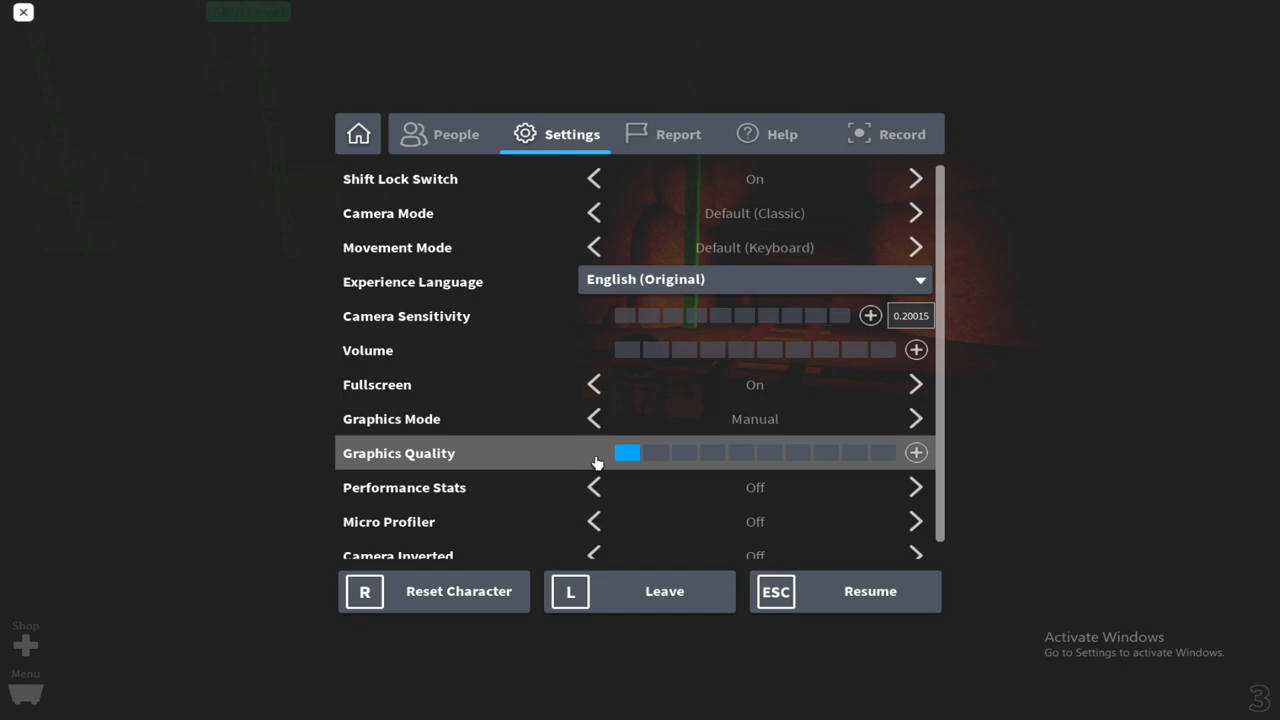 People
Settings
Report
Help
Record
Shift Lock Switch
On
Camera Mode
Default (Classic)
Movement Mode
Default (Keyboard)
Experience Language
English (Original)
Camera Sensitivity
0.20015
Volume
Fullscreen
On
Graphics Mode
Manual
Graphics Quality
Performance Stats
Off
Micro Profiler
Off
Camera Inverted
Off
R
Reset Character
L
Leave
ESC
Resume
Shop
Menu
Activate Windows
Go to Settings to activate Windows.
3